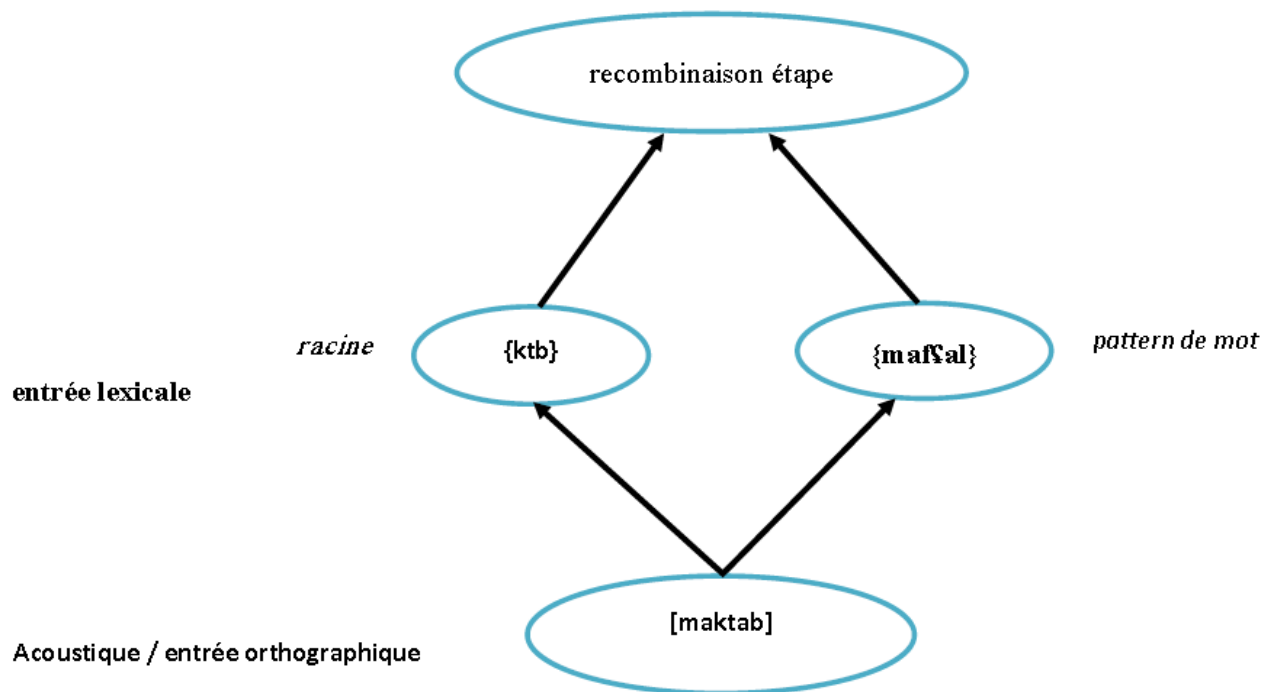 recombinaison étape
racine
{ktb}
{mafʕal}
pattern de mot
entrée lexicale
[maktab]
Acoustique / entrée orthographique